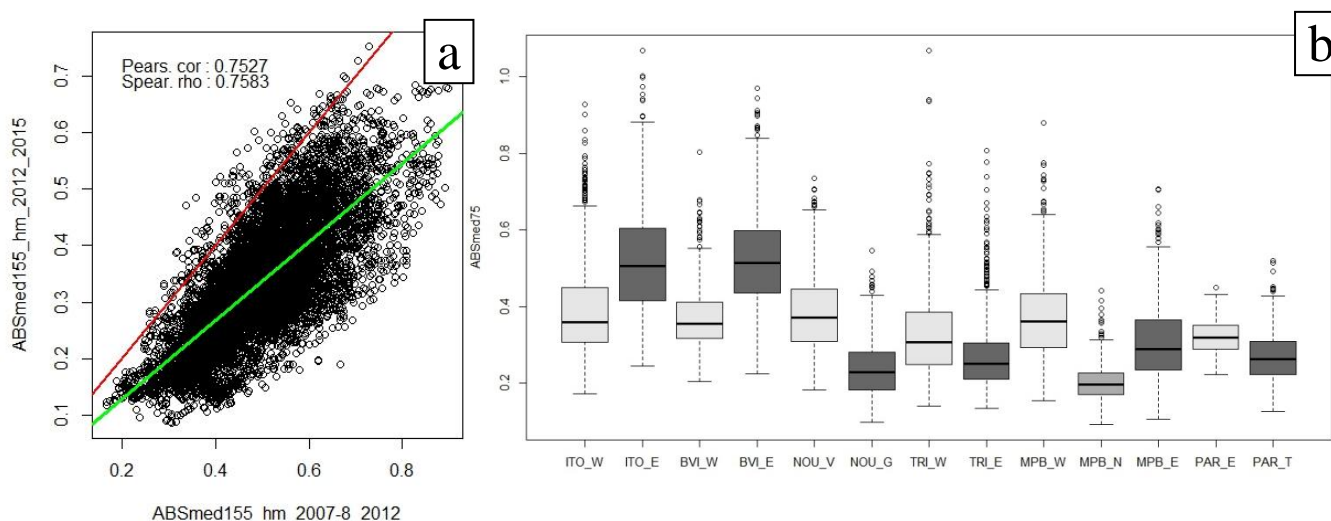 a
Pears. cor : 0.7527
Spear. rho : 0.7583
0.7
0.6
0.5
0.4
0.3
0.2
0.1
ABSmed155_hm_2012_2015
0.2 0.4 0.6 0.8
ABSmed155_hm_2007-8_2012
b
1.0
0.8
0.6
0.4
0.2
ABSmed75
ITO_W ITO_E BVI_W BVI_E NOU_V NOU_G TRI_W TRI_E MPB_W MPB_N MPB_E PAR_E PAR_T